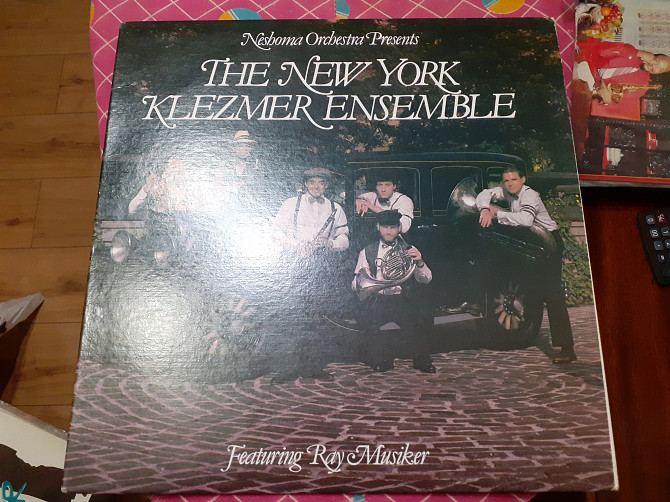 Neshoma Orchestra Presents
THE NEW YORK
KLEZMER ENSEMBLE
Featuring Ray Musiker